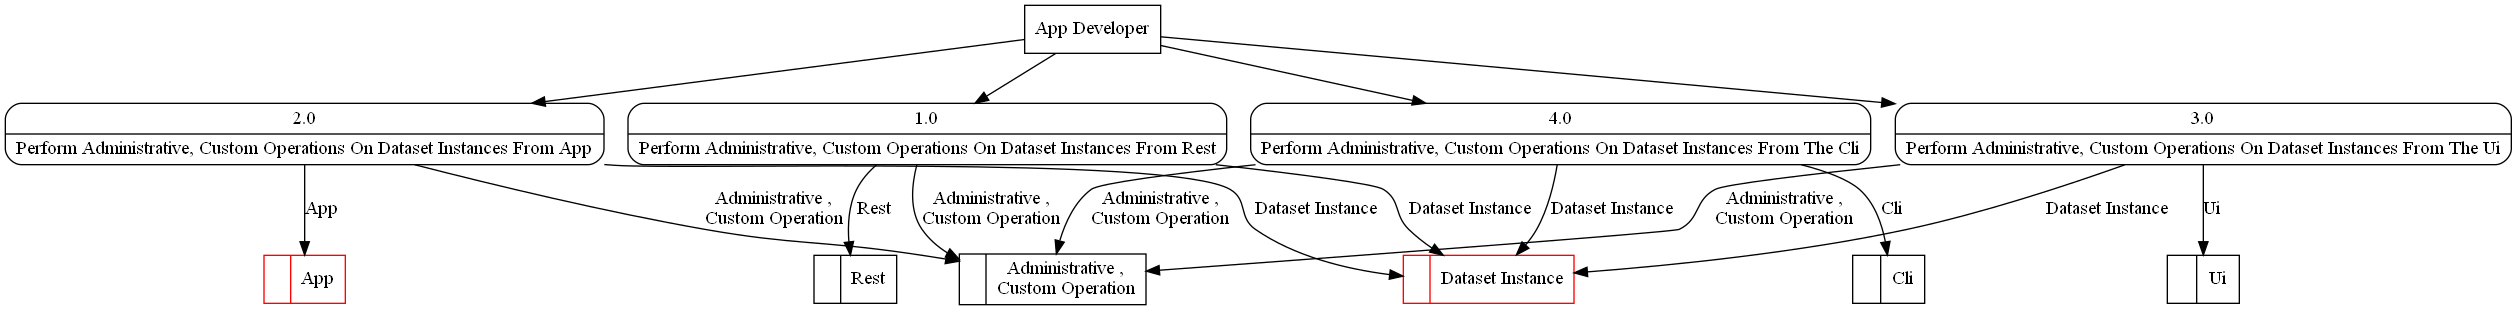 App Developer
2.0
Perform Administrative, Custom Operations On Dataset Instances From App
1.0
Perform Administrative, Custom Operations On Dataset Instances From Rest
4.0
Perform Administrative, Custom Operations On Dataset Instances From The Cli
3.0
Perform Administrative, Custom Operations On Dataset Instances From The Ui
App
Administrative ,
Custom Operation
Rest
Administrative ,
Custom Operation
Administrative ,
Custom Operation
Dataset Instance
Dataset Instance
Dataset Instance
Administrative ,
Custom Operation
Cli
Dataset Instance
Ui
App
Rest
Administrative ,
Custom Operation
Dataset Instance
Cli
Ui